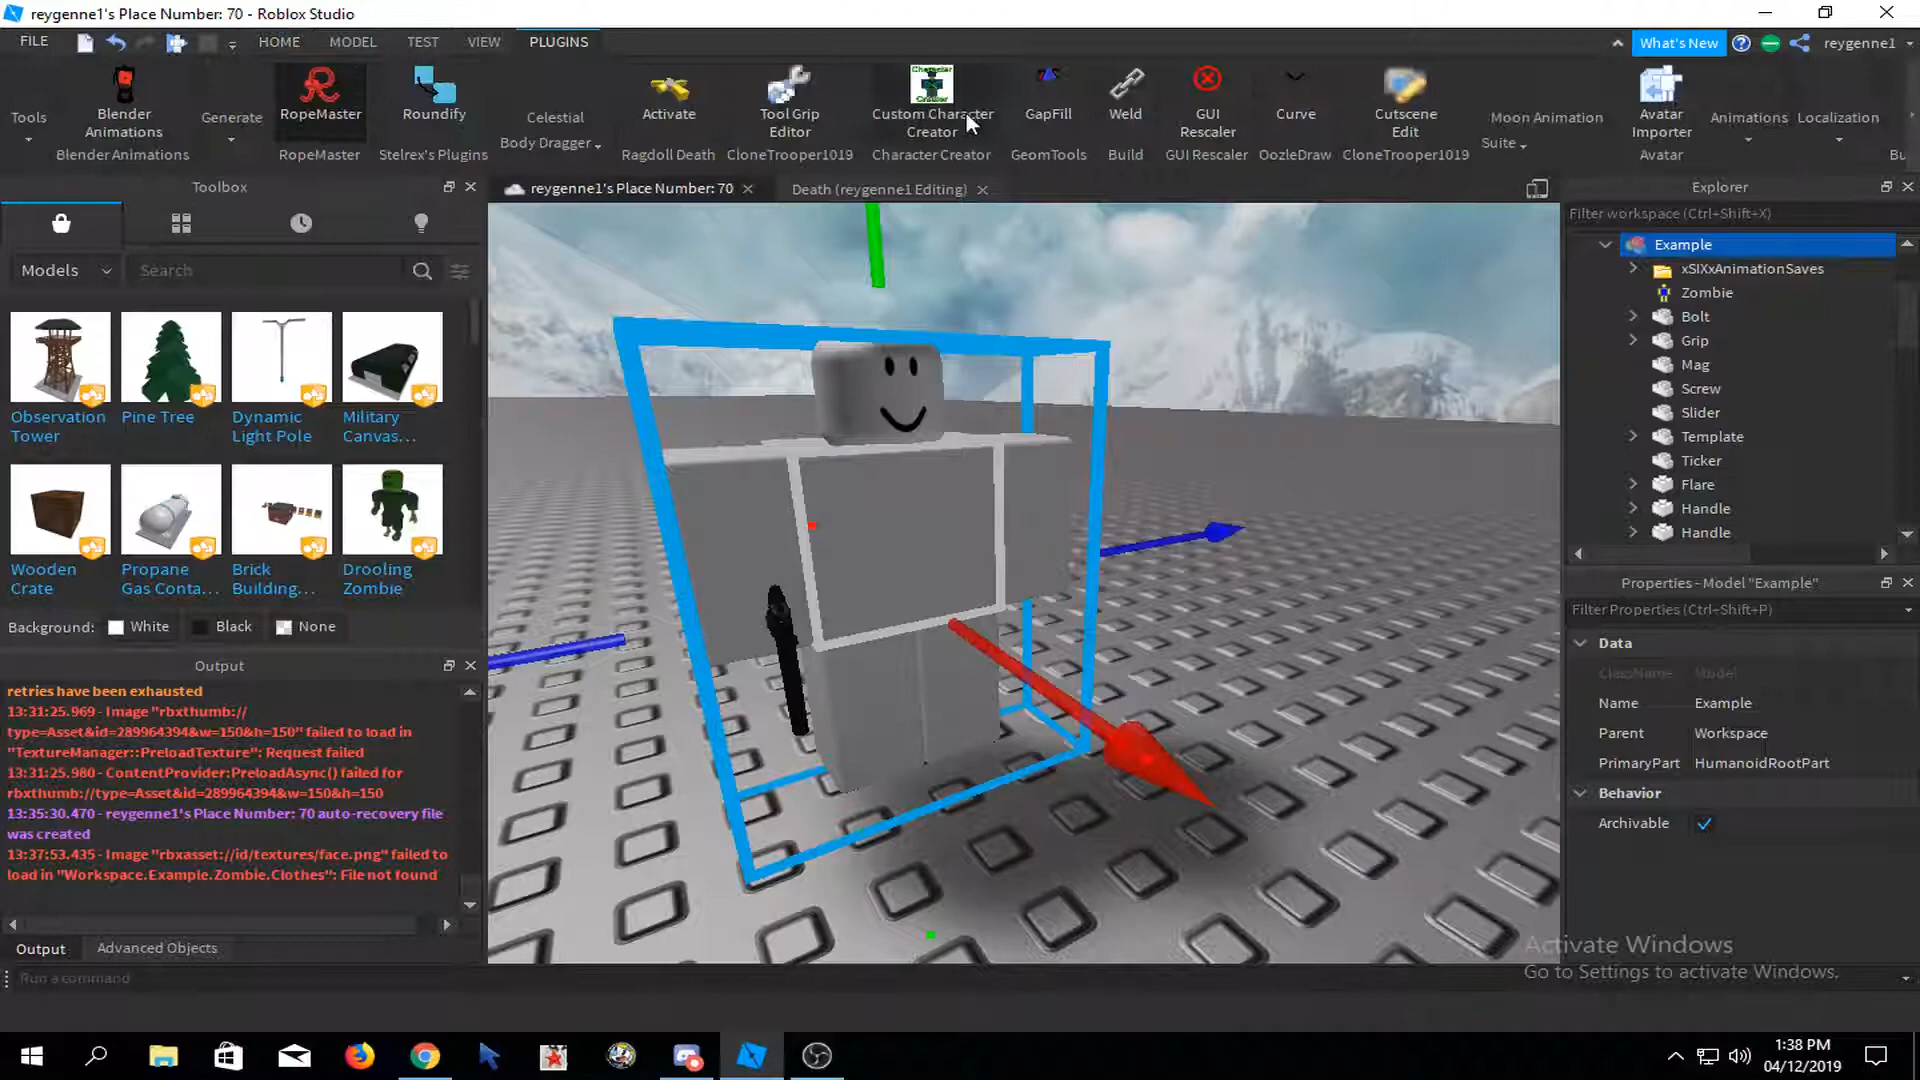 reygenne1's Place Number: 70 - Roblox Studio
FILE
HOME
MODEL
TEST
VIEW
PLUGINS
What's New
reygenne1
Tools
Blender
Animations
Blender Animations
Generate
RopeMaster
RopeMaster
Roundify
Stelrex's Plugins
Celestial
Body Dragger
Activate
Ragdoll Death
Tool Grip
Editor
CloneTrooper1019
Character
Creator
Custom Character
Creator
Character Creator
GapFill
GeomTools
Weld
Build
GUI
Rescaler
GUI Rescaler
Curve
OozleDraw
Cutscene
Edit
CloneTrooper1019
Moon Animation
Suite
Avatar
Importer
Avatar
Animations
Localization
Bu
Toolbox
reygenne1's Place Number: 70
Death (reygenne1 Editing)
Explorer
Filter workspace (Ctrl+Shift+X)
Models
Search
Observation
Tower
Pine Tree
Dynamic
Light Pole
Military
Canvas...
Wooden
Crate
Propane
Gas Conta...
Brick
Building...
Drooling
Zombie
Background:
White
Black
None
Output
retries have been exhausted
13:31:25.969 - Image "rbxthumb://
type=Asset&id=289964394&w=150&h=150" failed to load in
"TextureManager::PreloadTexture": Request failed
13:31:25.980 - ContentProvider:PreloadAsync() failed for
rbxthumb://type=Asset&id=289964394&w=150&h=150
13:35:30.470 - reygenne1's Place Number: 70 auto-recovery file
was created
13:37:53.435 - Image "rbxasset://id/textures/face.png" failed to
load in "Workspace.Example.Zombie.Clothes": File not found
Output
Advanced Objects
Run a command
Example
xSIXxAnimationSaves
Zombie
Bolt
Grip
Mag
Screw
Slider
Template
Ticker
Flare
Handle
Handle
Properties - Model "Example"
Filter Properties (Ctrl+Shift+P)
Data
ClassName
Model
Name
Example
Parent
Workspace
PrimaryPart
HumanoidRootPart
Behavior
Archivable
Activate Windows
Go to Settings to activate Windows.
1:38 PM
04/12/2019